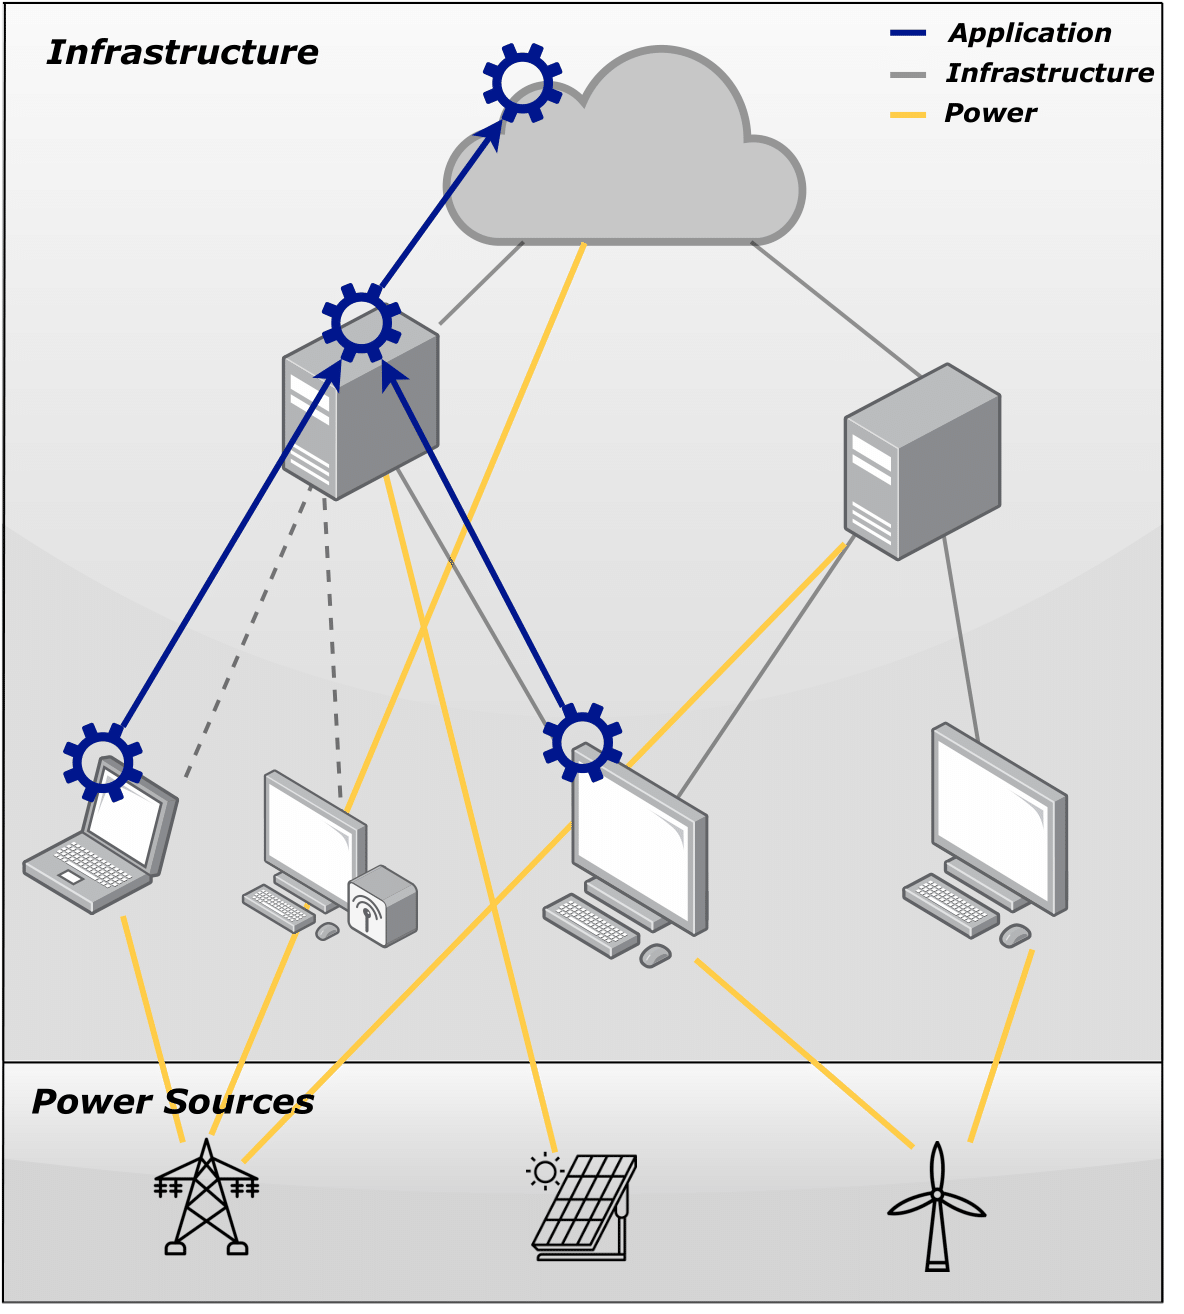 Infrastructure
Application
Infrastructure
Power
Power Sources